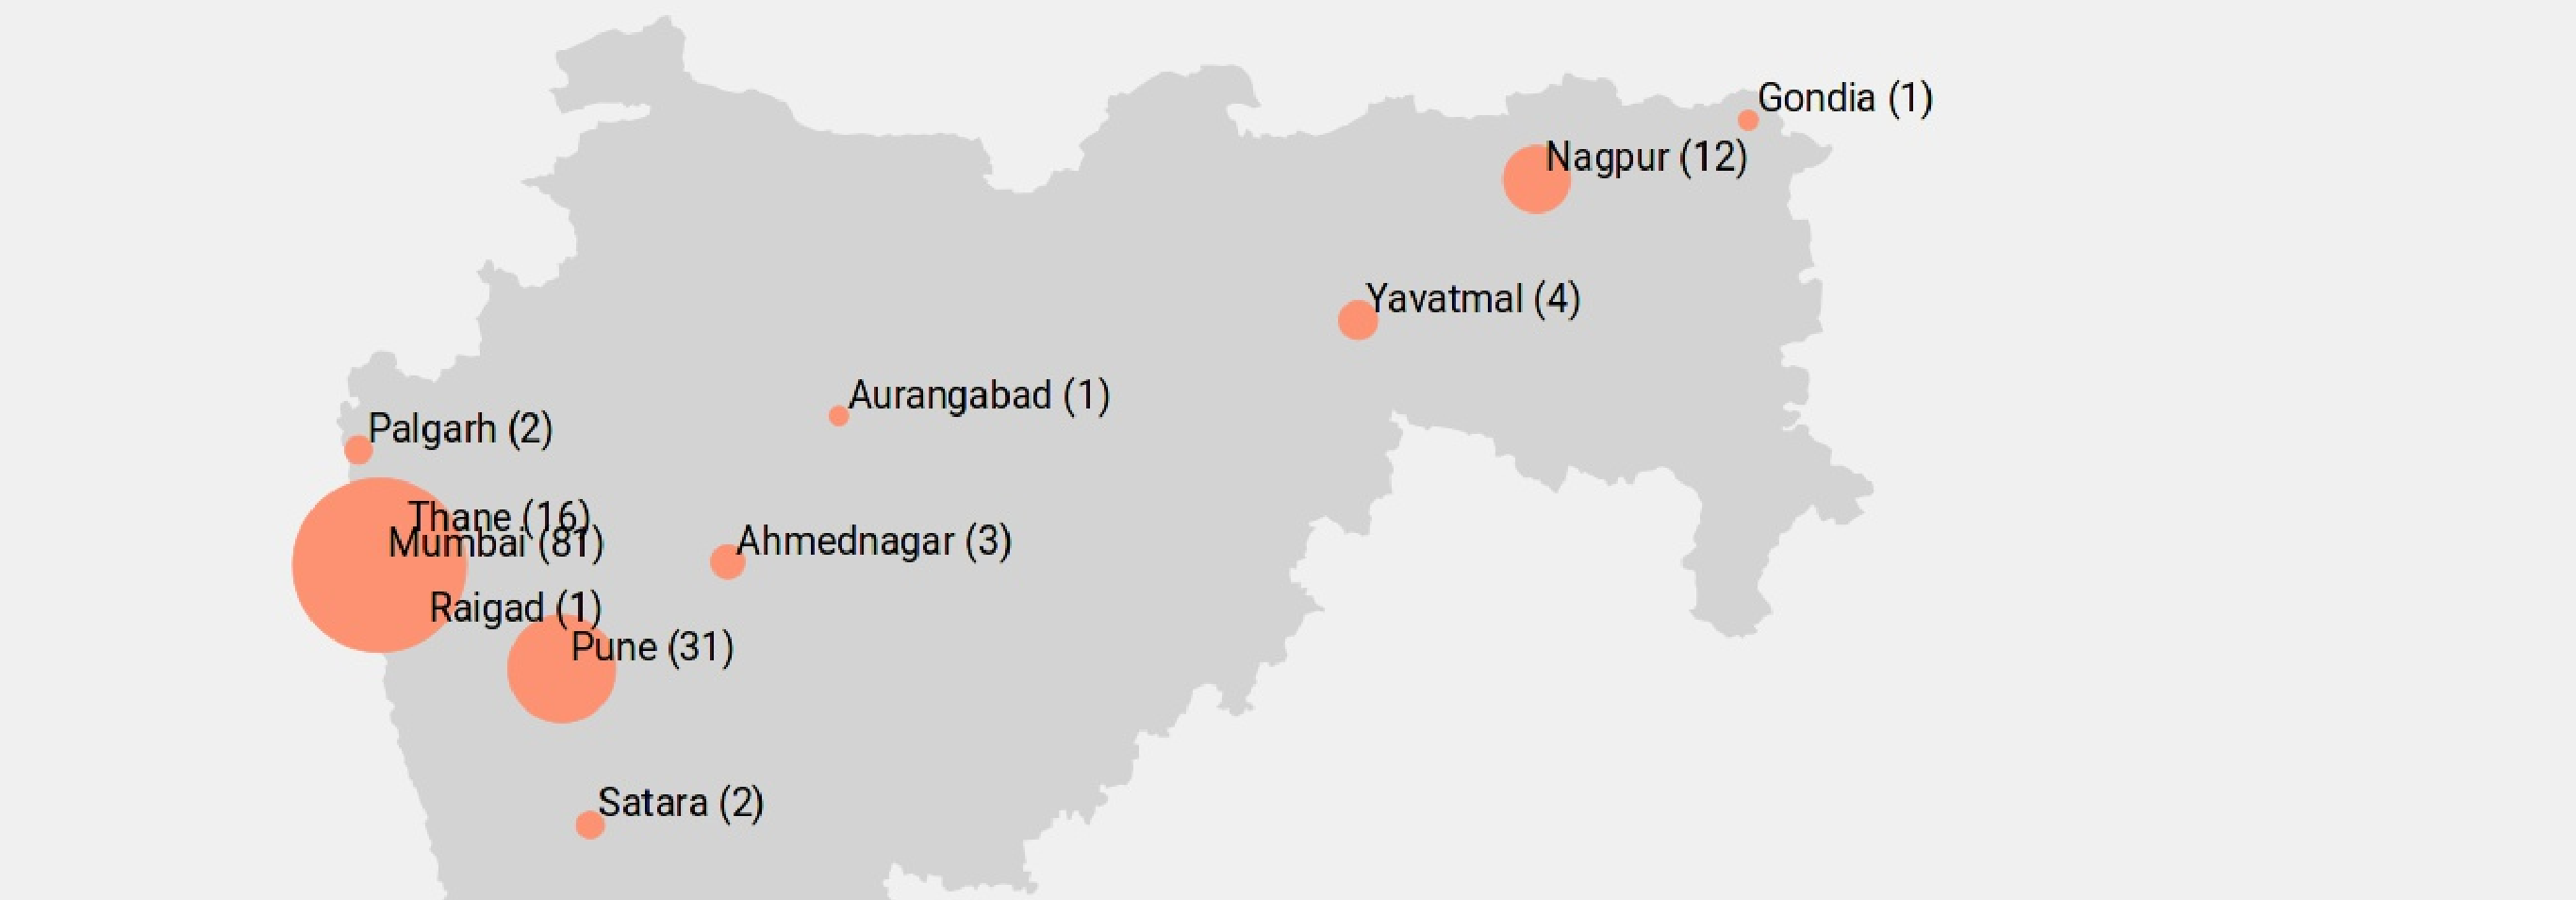 Gondia (1)
Nagpur (12)
Yavatmal (4)
Aurangabad (1)
Palgarh (2)
Thane (16)
Mumbai (81)
Ahmednagar (3)
Raigad (1)
Pune (31)
Satara (2)